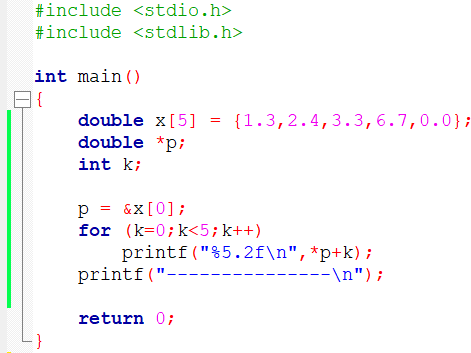 #include <stdio.h>
#include <stdlib.h>
int main()
{
double x[5] = {1.3,2.4,3.3,6.7,0.0};
double *p;
int k;
p = &x[0];
for (k=0;k<5;k++)
printf("%5.2f\n",*p+k);
printf("---------------\n");
return 0;
}